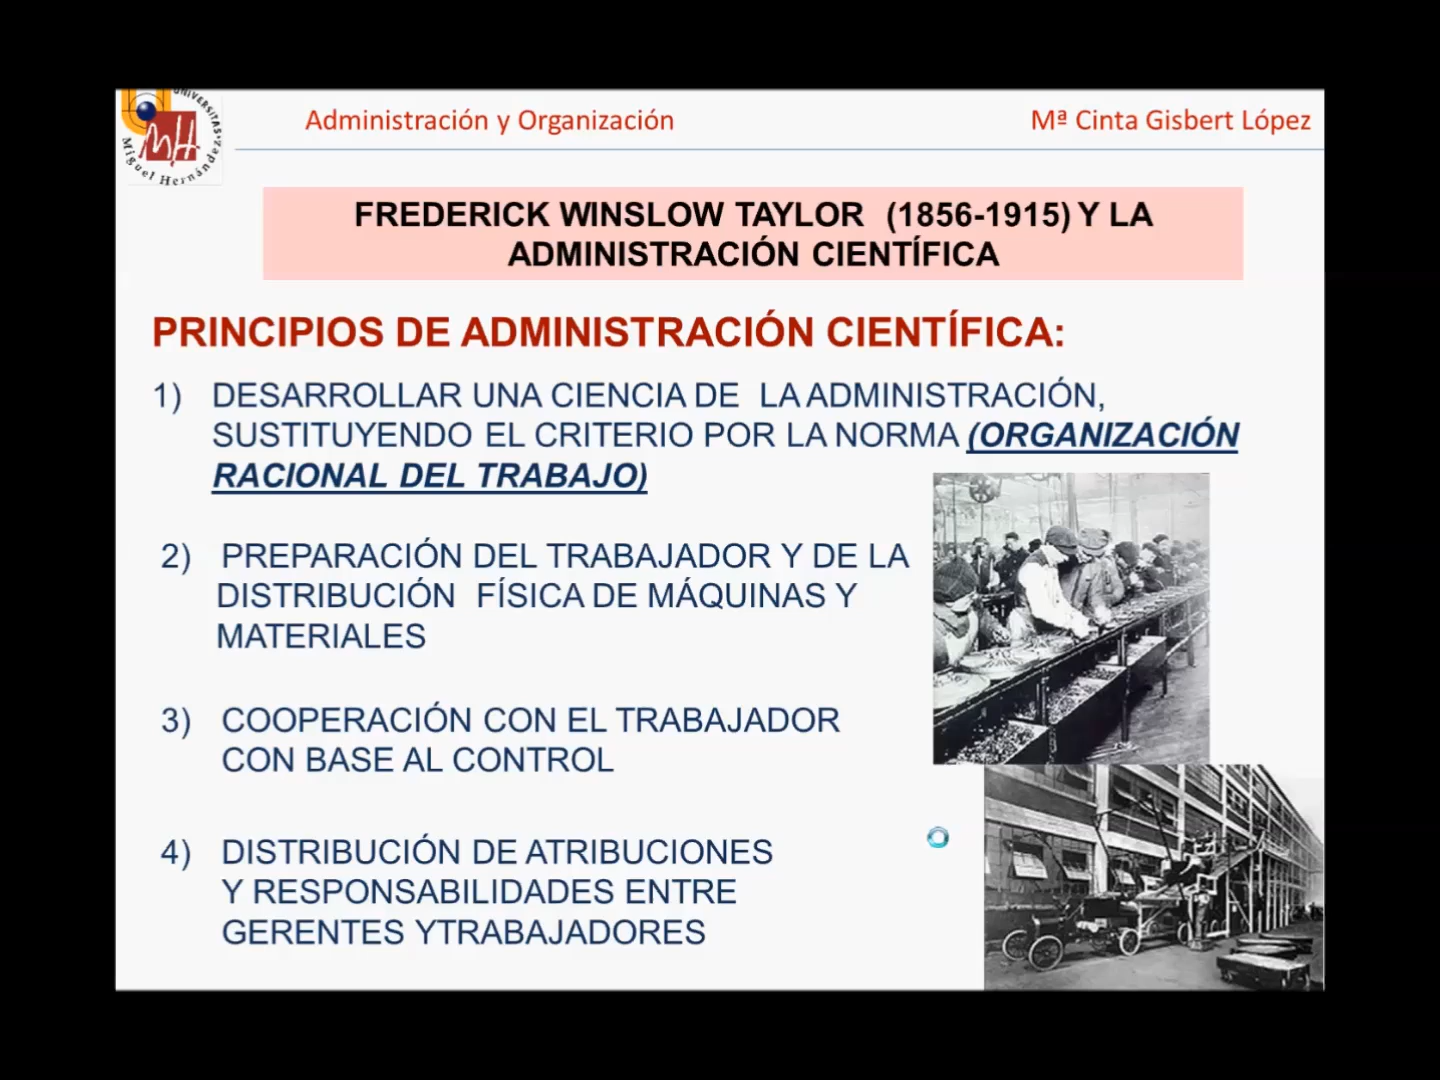 UNIVERSITAS
Miguel Hernández
Administración y Organización
Mª Cinta Gisbert López
FREDERICK WINSLOW TAYLOR (1856-1915) Y LA
ADMINISTRACIÓN CIENTÍFICA
PRINCIPIOS DE ADMINISTRACIÓN CIENTÍFICA:
1) DESARROLLAR UNA CIENCIA DE LA ADMINISTRACIÓN,
SUSTITUYENDO EL CRITERIO POR LA NORMA (ORGANIZACIÓN
RACIONAL DEL TRABAJO)
2) PREPARACIÓN DEL TRABAJADOR Y DE LA
DISTRIBUCIÓN FÍSICA DE MÁQUINAS Y
MATERIALES
3) COOPERACIÓN CON EL TRABAJADOR
CON BASE AL CONTROL
4) DISTRIBUCIÓN DE ATRIBUCIONES
Y RESPONSABILIDADES ENTRE
GERENTES YTRABAJADORES